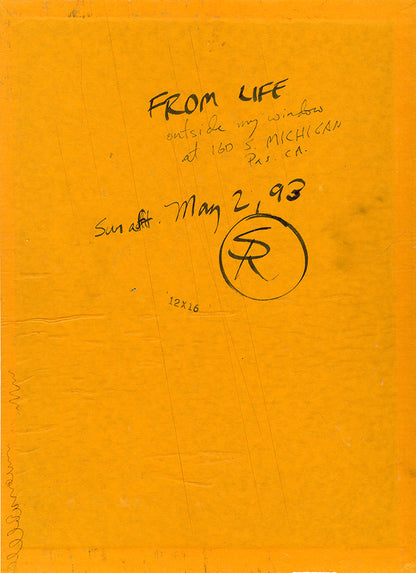 FROM LIFE
outside my window
at 160 S. MICHIGAN
Pas. CA.
Sun aft. May 2, 93
SR
12X16